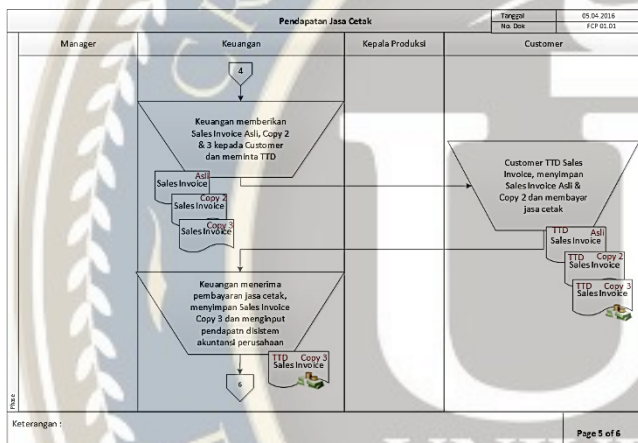 Pendapatan Jasa Cetak
Tanggal
05.04.2016
No. Dok
FCP 01.01
Manager
Keuangan
Kepala Produksi
Customer
4
Keuangan memberikan
Sales Invoice Asli, Copy 2
& 3 kepada Customer
dan meminta TTD
Asli
Sales Invoice
Copy 2
Sales Invoice
Copy 3
Sales Invoice
Customer TTD Sales
Invoice, menyimpan
Sales Invoice Asli &
Copy 2 dan membayar
jasa cetak
TTD Asli
Sales Invoice
TTD Copy 2
Sales Invoice
TTD Copy 3
Sales Invoice
Keuangan menerima
pembayaran jasa cetak,
menyimpan Sales Invoice
Copy 3 dan menginput
pendapatn disistem
akuntansi perusahaan
TTD Copy 3
Sales Invoice
6
Phase
Keterangan :
Page 5 of 6